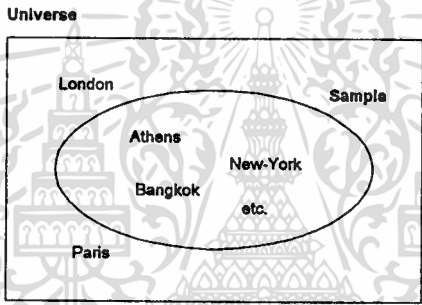 Universe
London
Sample
Athens
New-York
Bangkok
etc.
Paris